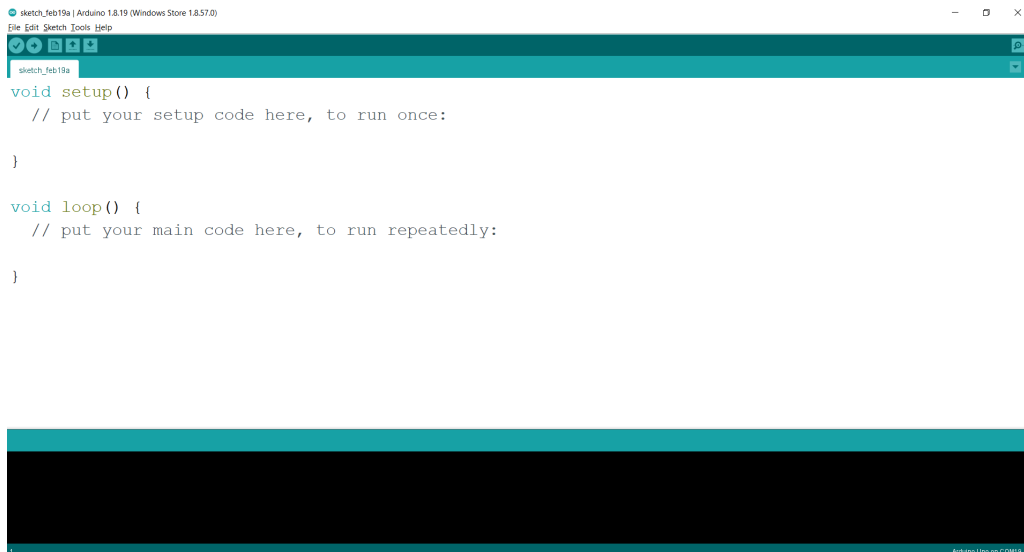 sketch_feb19a | Arduino 1.8.19 (Windows Store 1.8.57.0)
File Edit Sketch Tools Help
sketch_feb19a
void setup() {
  // put your setup code here, to run once:
}
void loop() {
  // put your main code here, to run repeatedly:
}
Arduino Uno on